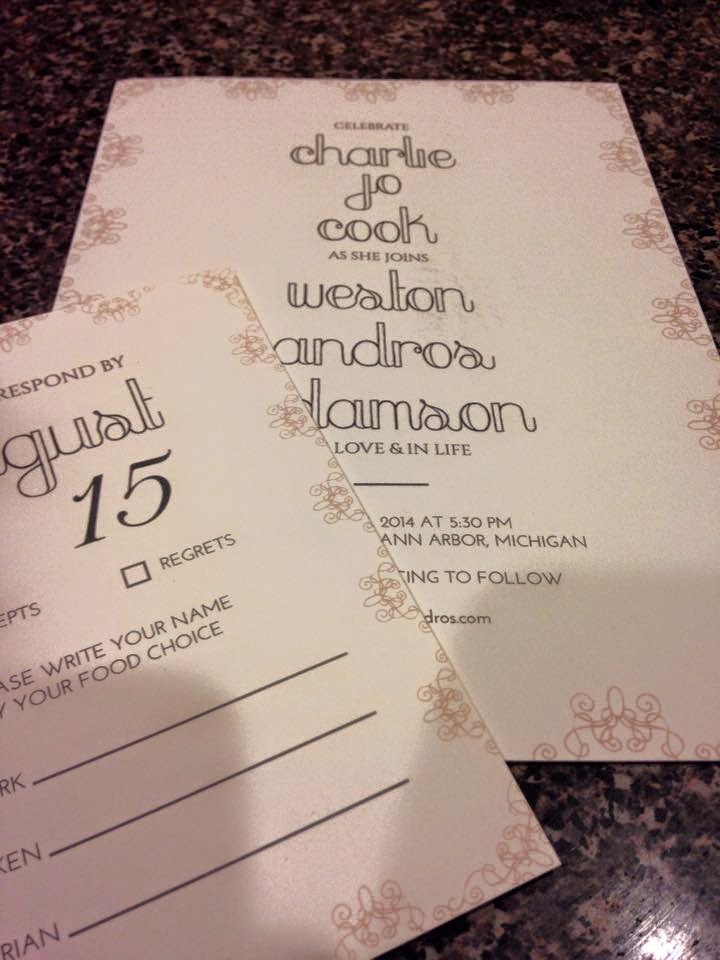 CELEBRATE
charlie
jo
cook
AS SHE JOINS
weston
andros
damson
LOVE & IN LIFE
2014 AT 5:30 PM
ANN ARBOR, MICHIGAN
TING TO FOLLOW
dros.com
RESPOND BY
gust
15
EPTS
REGRETS
ASE WRITE YOUR NAME
Y YOUR FOOD CHOICE
RK
KEN
RIAN